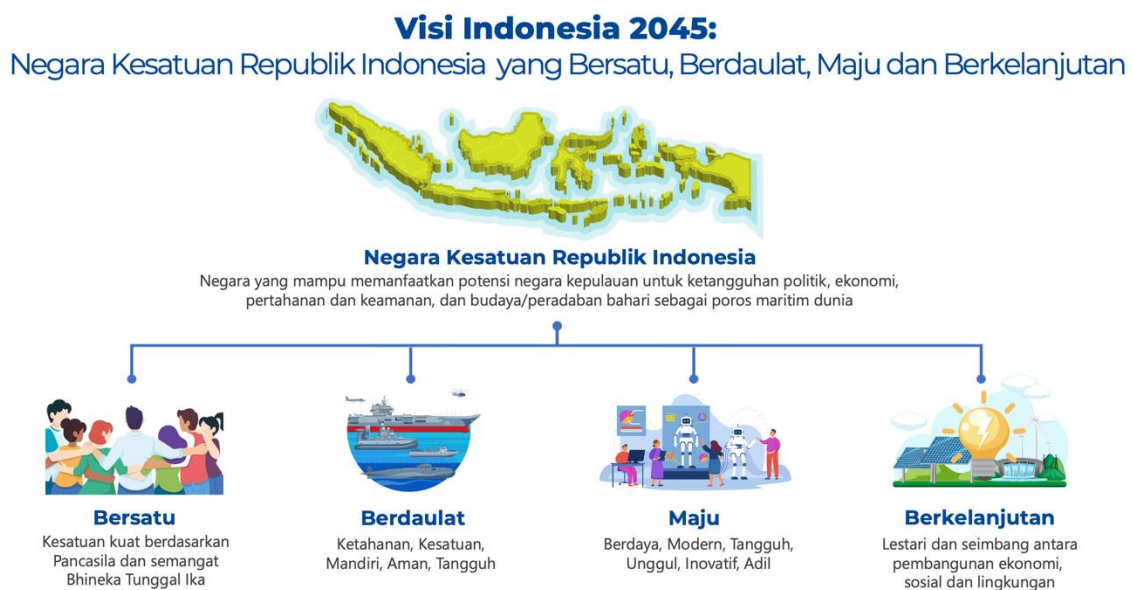 Visi Indonesia 2045:
Negara Kesatuan Republik Indonesia yang Bersatu, Berdaulat, Maju dan Berkelanjutan
Negara Kesatuan Republik Indonesia
Negara yang mampu memanfaatkan potensi negara kepulauan untuk ketangguhan politik, ekonomi,
pertahanan dan keamanan, dan budaya/peradaban bahari sebagai poros maritim dunia
Bersatu
Kesatuan kuat berdasarkan
Pancasila dan semangat
Bhineka Tunggal Ika
Berdaulat
Ketahanan, Kesatuan,
Mandiri, Aman, Tangguh
Maju
Berdaya, Modern, Tangguh,
Unggul, Inovatif, Adil
Berkelanjutan
Lestari dan seimbang antara
pembangunan ekonomi,
sosial dan lingkungan